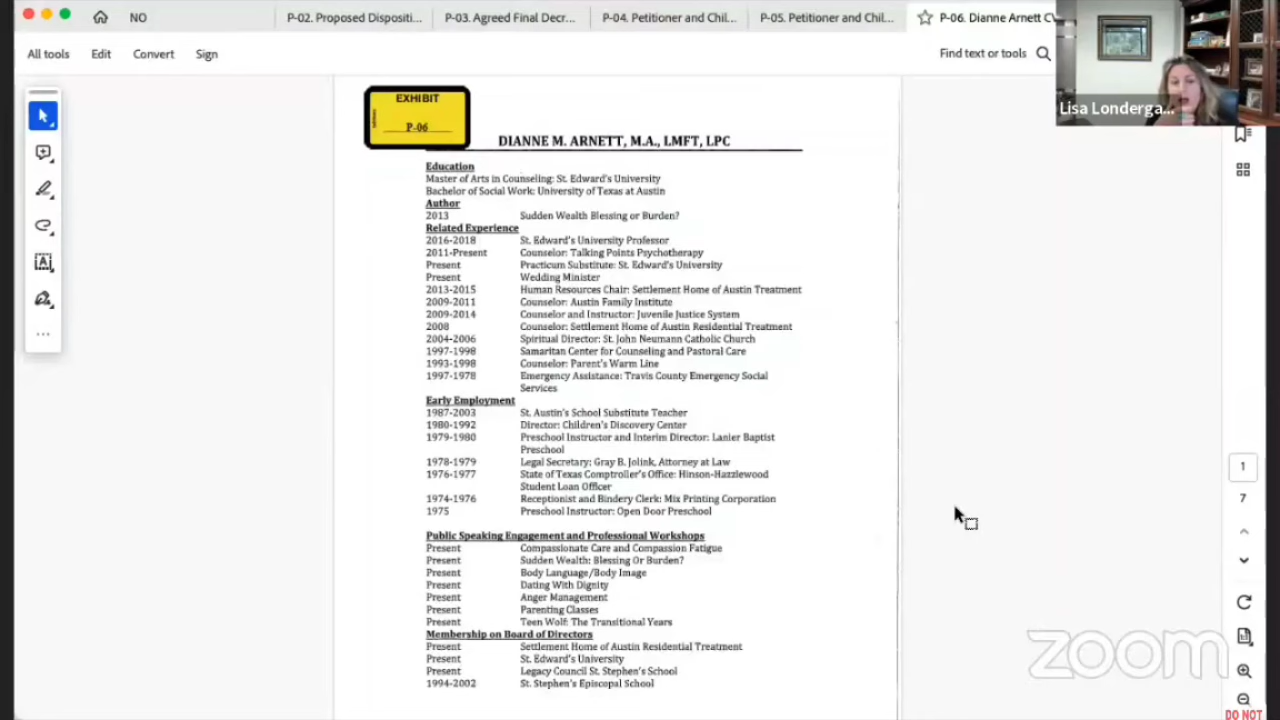 NO
P-02. Proposed Dispositi...
P-03. Agreed Final Decr...
P-04. Petitioner and Chil...
P-05. Petitioner and Chil...
P-06. Dianne Arnett CV
All tools
Edit
Convert
Sign
Find text or tools
Lisa Londerga...
EXHIBIT
P-06
DIANNE M. ARNETT, M.A., LMFT, LPC
Education
Master of Arts in Counseling: St. Edward's University
Bachelor of Social Work: University of Texas at Austin
Author
2013 Sudden Wealth Blessing or Burden?
Related Experience
2016-2018 St. Edward's University Professor
2011-Present Counselor: Talking Points Psychotherapy
Present Practicum Substitute: St. Edward's University
Present Wedding Minister
2013-2015 Human Resources Chair: Settlement Home of Austin Treatment
2009-2011 Counselor: Austin Family Institute
2009-2014 Counselor and Instructor: Juvenile Justice System
2008 Counselor: Settlement Home of Austin Residential Treatment
2004-2006 Spiritual Director: St. John Neumann Catholic Church
1997-1998 Samaritan Center for Counseling and Pastoral Care
1993-1998 Counselor: Parent's Warm Line
1997-1978 Emergency Assistance: Travis County Emergency Social
Services
Early Employment
1987-2003 St. Austin's School Substitute Teacher
1980-1992 Director: Children's Discovery Center
1979-1980 Preschool Instructor and Interim Director: Lanier Baptist
Preschool
1978-1979 Legal Secretary: Gray B. Jolink, Attorney at Law
1976-1977 State of Texas Comptroller's Office: Hinson-Hazzlewood
Student Loan Officer
1974-1976 Receptionist and Bindery Clerk: Mix Printing Corporation
1975 Preschool Instructor: Open Door Preschool
Public Speaking Engagement and Professional Workshops
Present Compassionate Care and Compassion Fatigue
Present Sudden Wealth: Blessing Or Burden?
Present Body Language/Body Image
Present Dating With Dignity
Present Anger Management
Present Parenting Classes
Present Teen Wolf: The Transitional Years
Membership on Board of Directors
Present Settlement Home of Austin Residential Treatment
Present St. Edward's University
Present Legacy Council St. Stephen's School
1994-2002 St. Stephen's Episcopal School
1
7
zoom
DO NOT